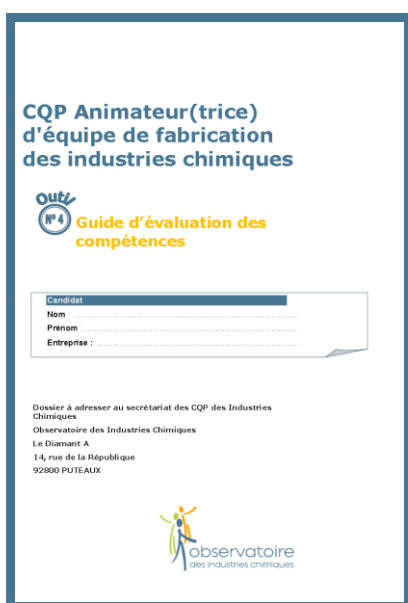 CQP Animateur(trice)
d'équipe de fabrication
des industries chimiques
Outil
N° 4
Guide d'évaluation des
compétences
Candidat
Nom : ................................................................
Prénom : ................................................................
Entreprise : ................................................................
Dossier à adresser au secrétariat des CQP des Industries
Chimiques
Observatoire des Industries Chimiques
Le Diamant A
14, rue de la République
92800 PUTEAUX
observatoire
des industries chimiques